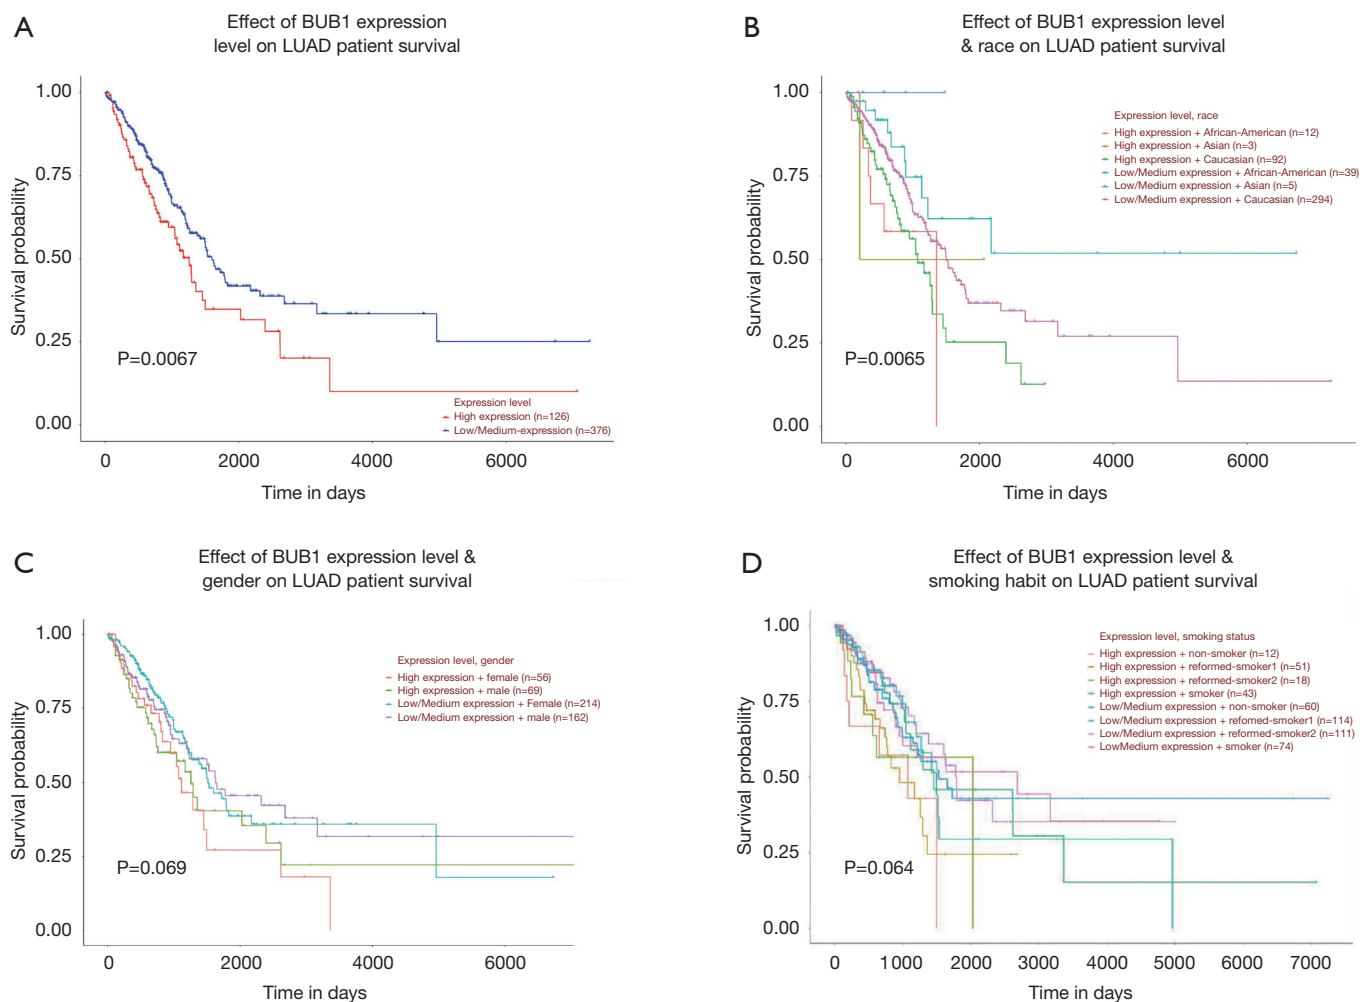 A
Effect of BUB1 expression
level on LUAD patient survival
1.00
0.75
0.50
0.25
0.00
Survival probability
P=0.0067
Expression level
High expression (n=126)
Low/Medium-expression (n=376)
0 2000 4000 6000
Time in days
B
Effect of BUB1 expression level
& race on LUAD patient survival
1.00
0.75
0.50
0.25
0.00
Survival probability
Expression level, race
High expression + African-American (n=12)
High expression + Asian (n=3)
High expression + Caucasian (n=92)
Low/Medium expression + African-American (n=39)
Low/Medium expression + Asian (n=5)
Low/Medium expression + Caucasian (n=294)
P=0.0065
0 2000 4000 6000
Time in days
C
Effect of BUB1 expression level &
gender on LUAD patient survival
1.00
0.75
0.50
0.25
0.00
Survival probability
Expression level, gender
High expression + female (n=56)
High expression + male (n=69)
Low/Medium expression + Female (n=214)
Low/Medium expression + male (n=162)
P=0.069
0 2000 4000 6000
Time in days
D
Effect of BUB1 expression level &
smoking habit on LUAD patient survival
1.00
0.75
0.50
0.25
0.00
Survival probability
Expression level, smoking status
High expression + non-smoker (n=12)
High expression + reformed-smoker1 (n=51)
High expression + reformed-smoker2 (n=18)
High expression + smoker (n=43)
Low/Medium expression + non-smoker (n=60)
Low/Medium expression + refomed-smoker1 (n=114)
Low/Medium expression + reformed-smoker2 (n=111)
LowMedium expression + smoker (n=74)
P=0.064
0 1000 2000 3000 4000 5000 6000 7000
Time in days